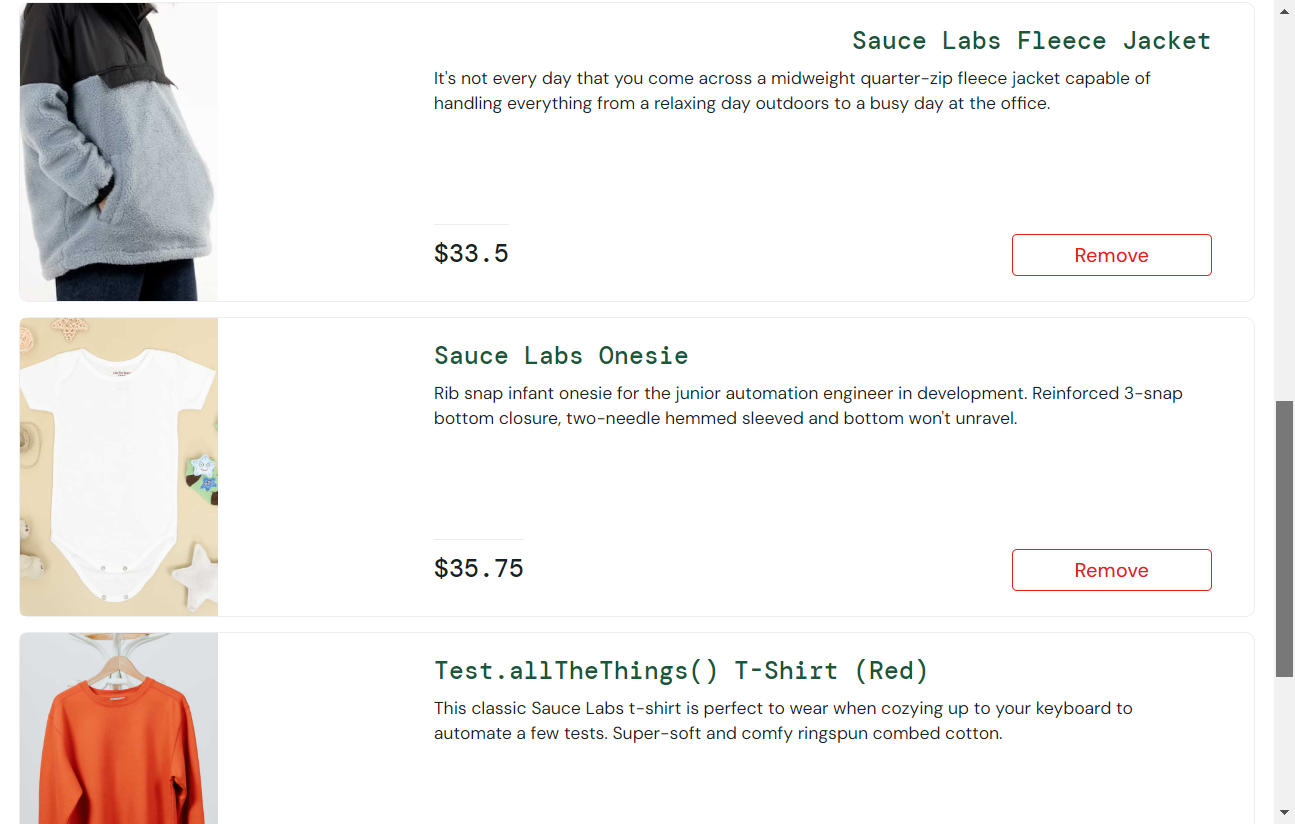 Sauce Labs Fleece Jacket
It's not every day that you come across a midweight quarter-zip fleece jacket capable of
handling everything from a relaxing day outdoors to a busy day at the office.
$33.5
Remove
Sauce Labs Onesie
Rib snap infant onesie for the junior automation engineer in development. Reinforced 3-snap
bottom closure, two-needle hemmed sleeved and bottom won't unravel.
$35.75
Remove
Test.allTheThings() T-Shirt (Red)
This classic Sauce Labs t-shirt is perfect to wear when cozying up to your keyboard to
automate a few tests. Super-soft and comfy ringspun combed cotton.